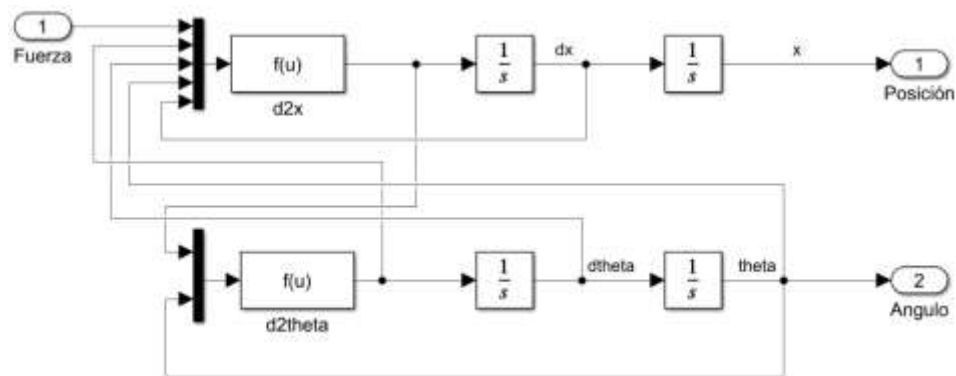 1
Fuerza
f(u)
d2x
1
s
dx
1
s
x
1
Posición
f(u)
d2theta
1
s
dtheta
1
s
theta
2
Angulo